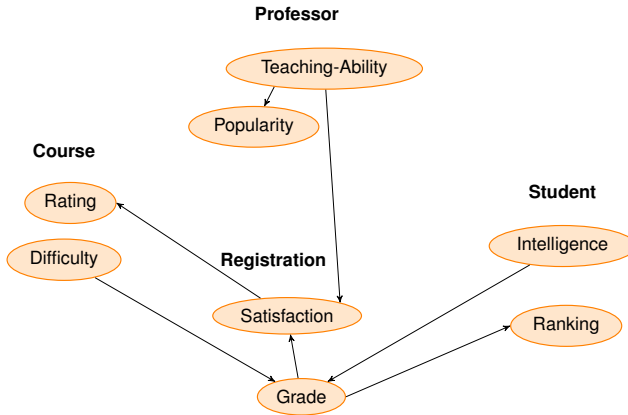 Professor
Teaching-Ability
Popularity
Course
Rating
Difficulty
Registration
Satisfaction
Student
Intelligence
Ranking
Grade